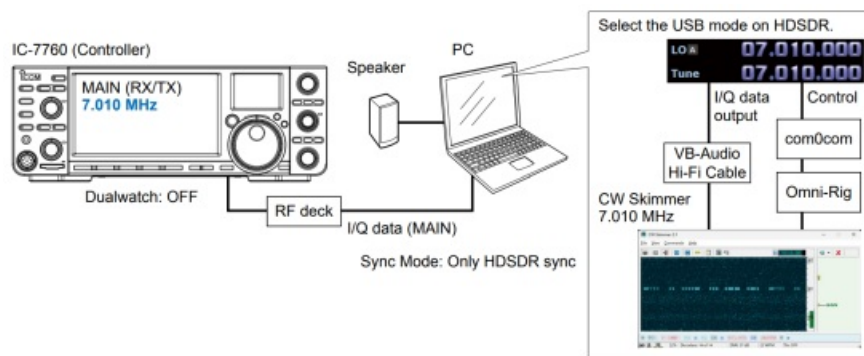 Select the USB mode on HDSDR.
IC-7760 (Controller)
PC
Speaker
ICOM
MAIN (RX/TX)
7.010 MHz
LO A 07.010.000
Tune 07.010.000
I/Q data
output
Control
com0com
VB-Audio
Hi-Fi Cable
Omni-Rig
Dualwatch: OFF
RF deck
I/Q data (MAIN)
CW Skimmer
7.010 MHz
Sync Mode: Only HDSDR sync